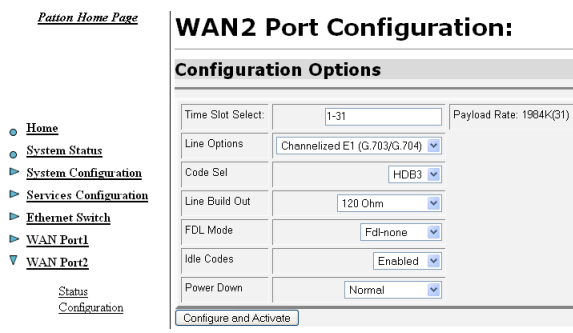 Patton Home Page
Home
System Status
System Configuration
Services Configuration
Ethernet Switch
WAN Port1
WAN Port2
Status
Configuration
WAN2 Port Configuration:
Configuration Options
Time Slot Select: 1-31 Payload Rate: 1984K(31)
Line Options Channelized E1 (G.703/G.704)
Code Sel HDB3
Line Build Out 120 Ohm
FDL Mode Fdl-none
Idle Codes Enabled
Power Down Normal
Configure and Activate